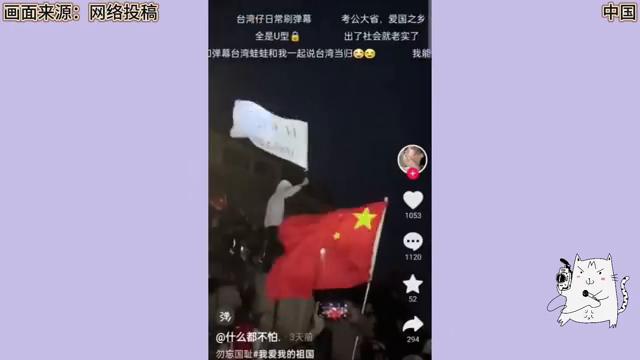 画面来源：网络投稿
中国
台湾仔日常刷弹幕
考公大省，爱国之乡
全是U型🔒
出了社会就老实了
弹幕台湾蛙蛙和我一起说台湾当归🤩😉
我能
1053
1120
52
294
@什么都不怕.
3天前
勿忘国耻#我爱我的祖国